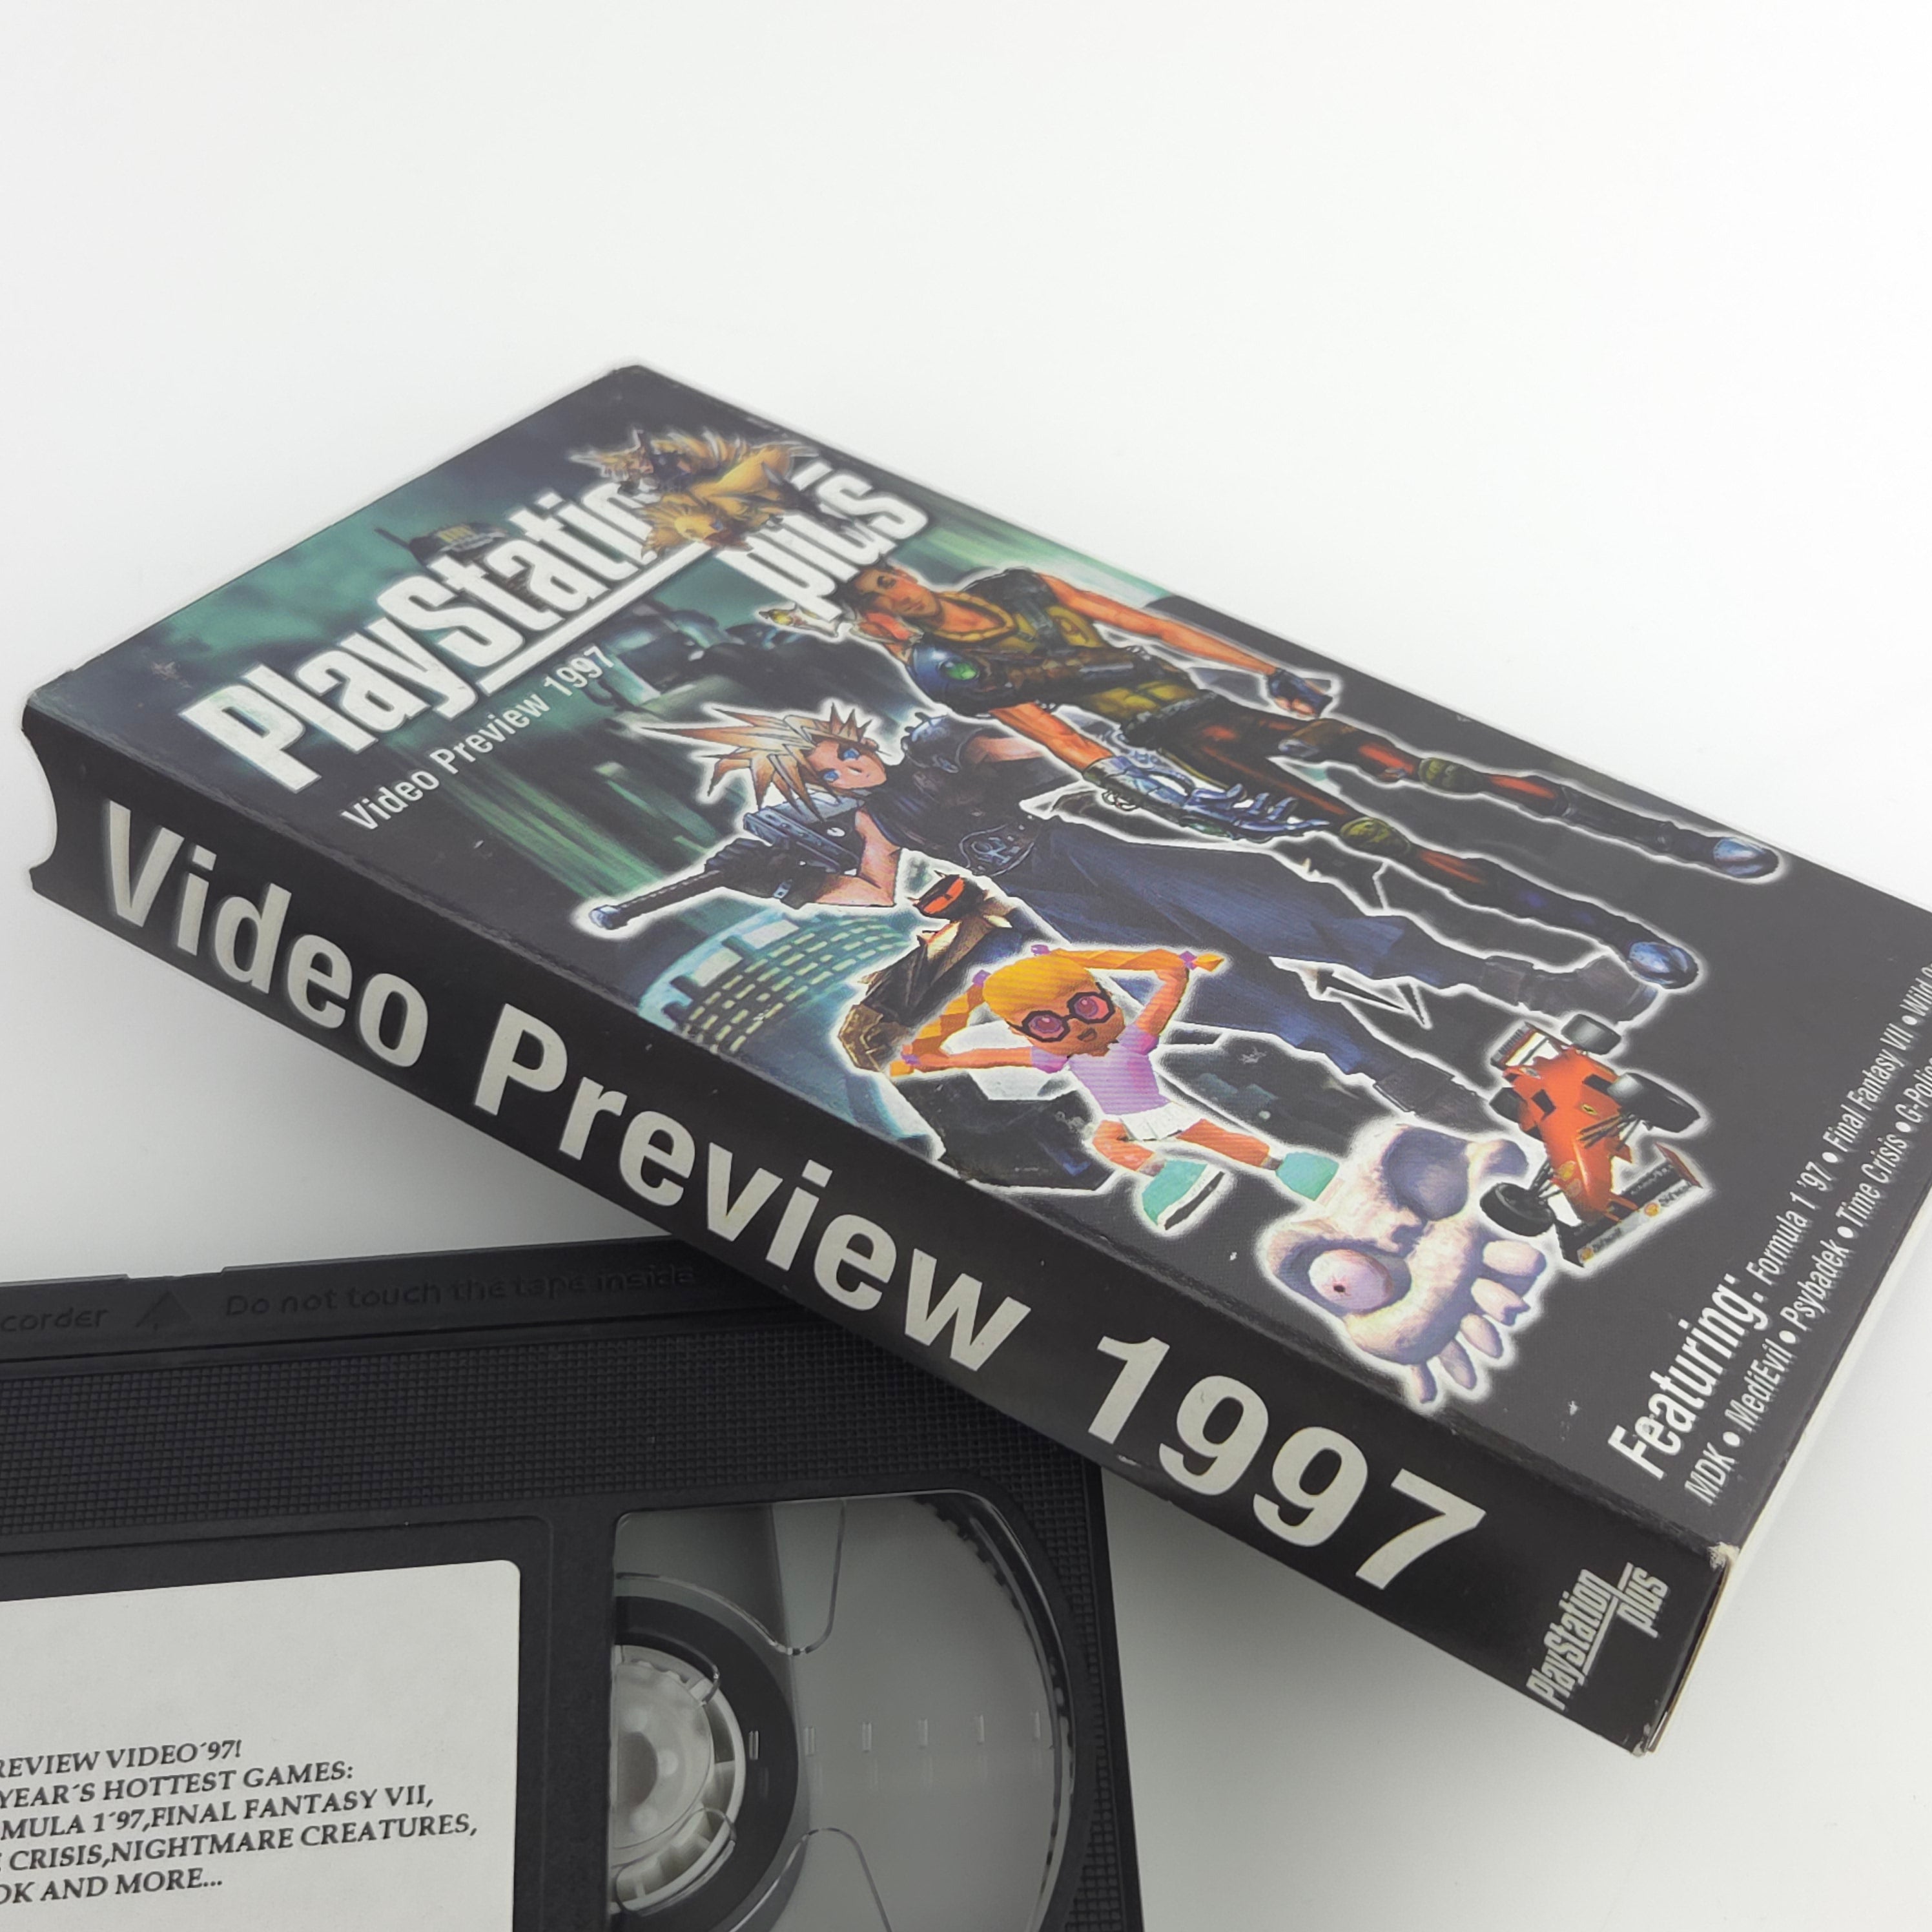 PlayStation
plus
Video Preview 1997
Featuring: Formula 1 '97 • Final Fantasy VII •
MDK • MediEvil • Psybadek • Time Crisis •
Video Preview 1997
PlayStation
plus
corder Do not touch the tape inside
REVIEW VIDEO´97!
YEAR´S HOTTEST GAMES:
MULA 1´97,FINAL FANTASY VII,
CRISIS,NIGHTMARE CREATURES,
DK AND MORE...